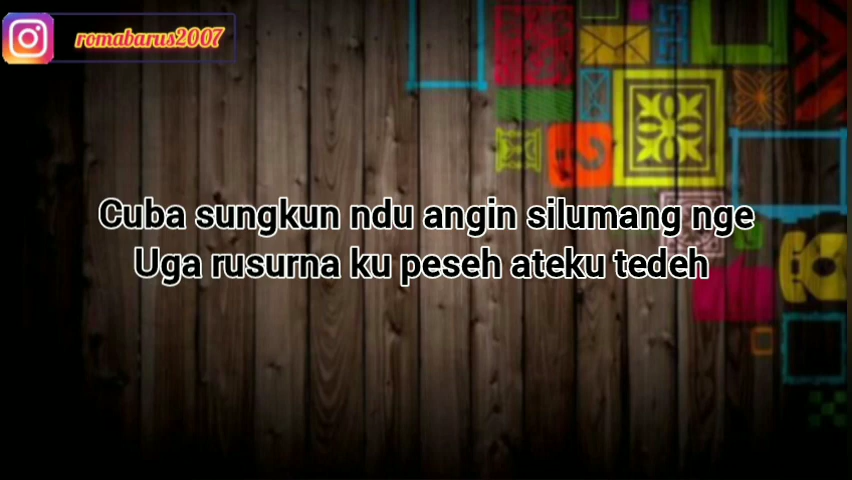 romabarus2007
Cuba sungkun ndu angin silumang nge
Uga rusurna ku peseh ateku tedeh